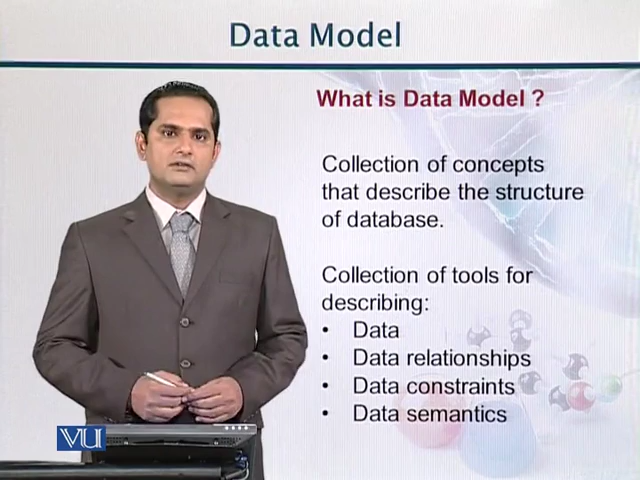 Data Model
What is Data Model ?
Collection of concepts
that describe the structure
of database.
Collection of tools for
describing:
• Data
• Data relationships
• Data constraints
• Data semantics
VU